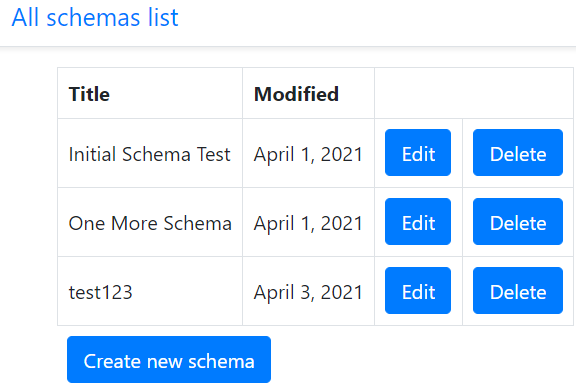 All schemas list
Title Modified
Initial Schema Test April 1, 2021 Edit Delete
One More Schema April 1, 2021 Edit Delete
test123 April 3, 2021 Edit Delete
Create new schema